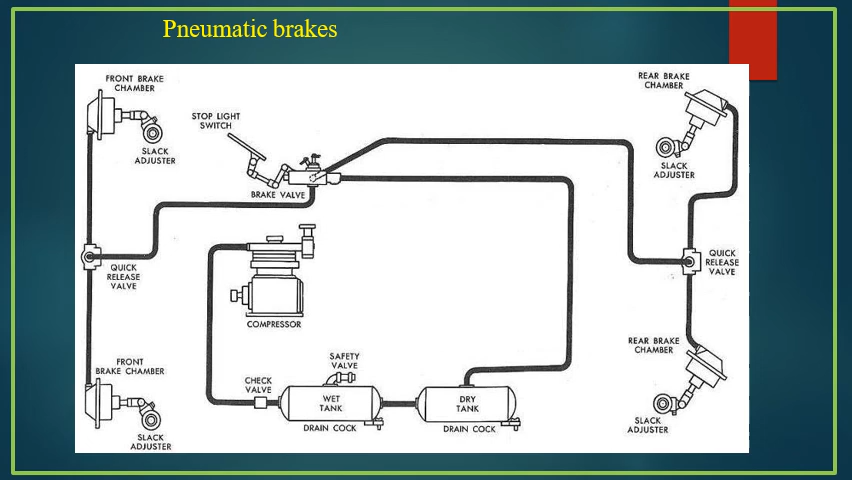 Pneumatic brakes
FRONT BRAKE
CHAMBER
SLACK
ADJUSTER
STOP LIGHT
SWITCH
BRAKE VALVE
REAR BRAKE
CHAMBER
SLACK
ADJUSTER
QUICK
RELEASE
VALVE
COMPRESSOR
QUICK
RELEASE
VALVE
FRONT
BRAKE CHAMBER
SLACK
ADJUSTER
CHECK
VALVE
SAFETY
VALVE
WET
TANK
DRAIN COCK
DRY
TANK
DRAIN COCK
REAR BRAKE
CHAMBER
SLACK
ADJUSTER